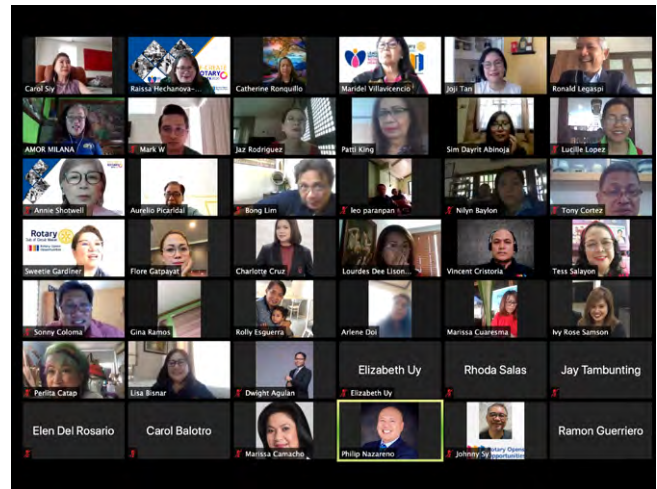 Carol Siy
Raissa Hechanova-...
Catherine Ronquillo
Maridel Villavicencio
Joji Tan
Ronald Legaspi
AMOR MILANA
Mark W
Jaz Rodriguez
Patti King
Sim Dayrit Abinoja
Lucille Lopez
Annie Shotwell
Aurelio Picaridal
Bong Lim
leo paranpan
Nilyn Baylon
Tony Cortez
Rotary
Sweetie Gardiner
Flore Gatpayat
Charlotte Cruz
Lourdes Dee Lison...
Vincent Cristoria
Tess Salayon
Sonny Coloma
Gina Ramos
Rolly Esguerra
Arlene Doi
Marissa Cuaresma
Ivy Rose Samson
Perlita Catap
Lisa Bisnar
Dwight Agulan
Elizabeth Uy
Elizabeth Uy
Rhoda Salas
Jay Tambunting
Elen Del Rosario
Carol Balotro
Marissa Camacho
Philip Nazareno
Johnny Sy
Rotary Opens
Opportunities
Ramon Guerriero